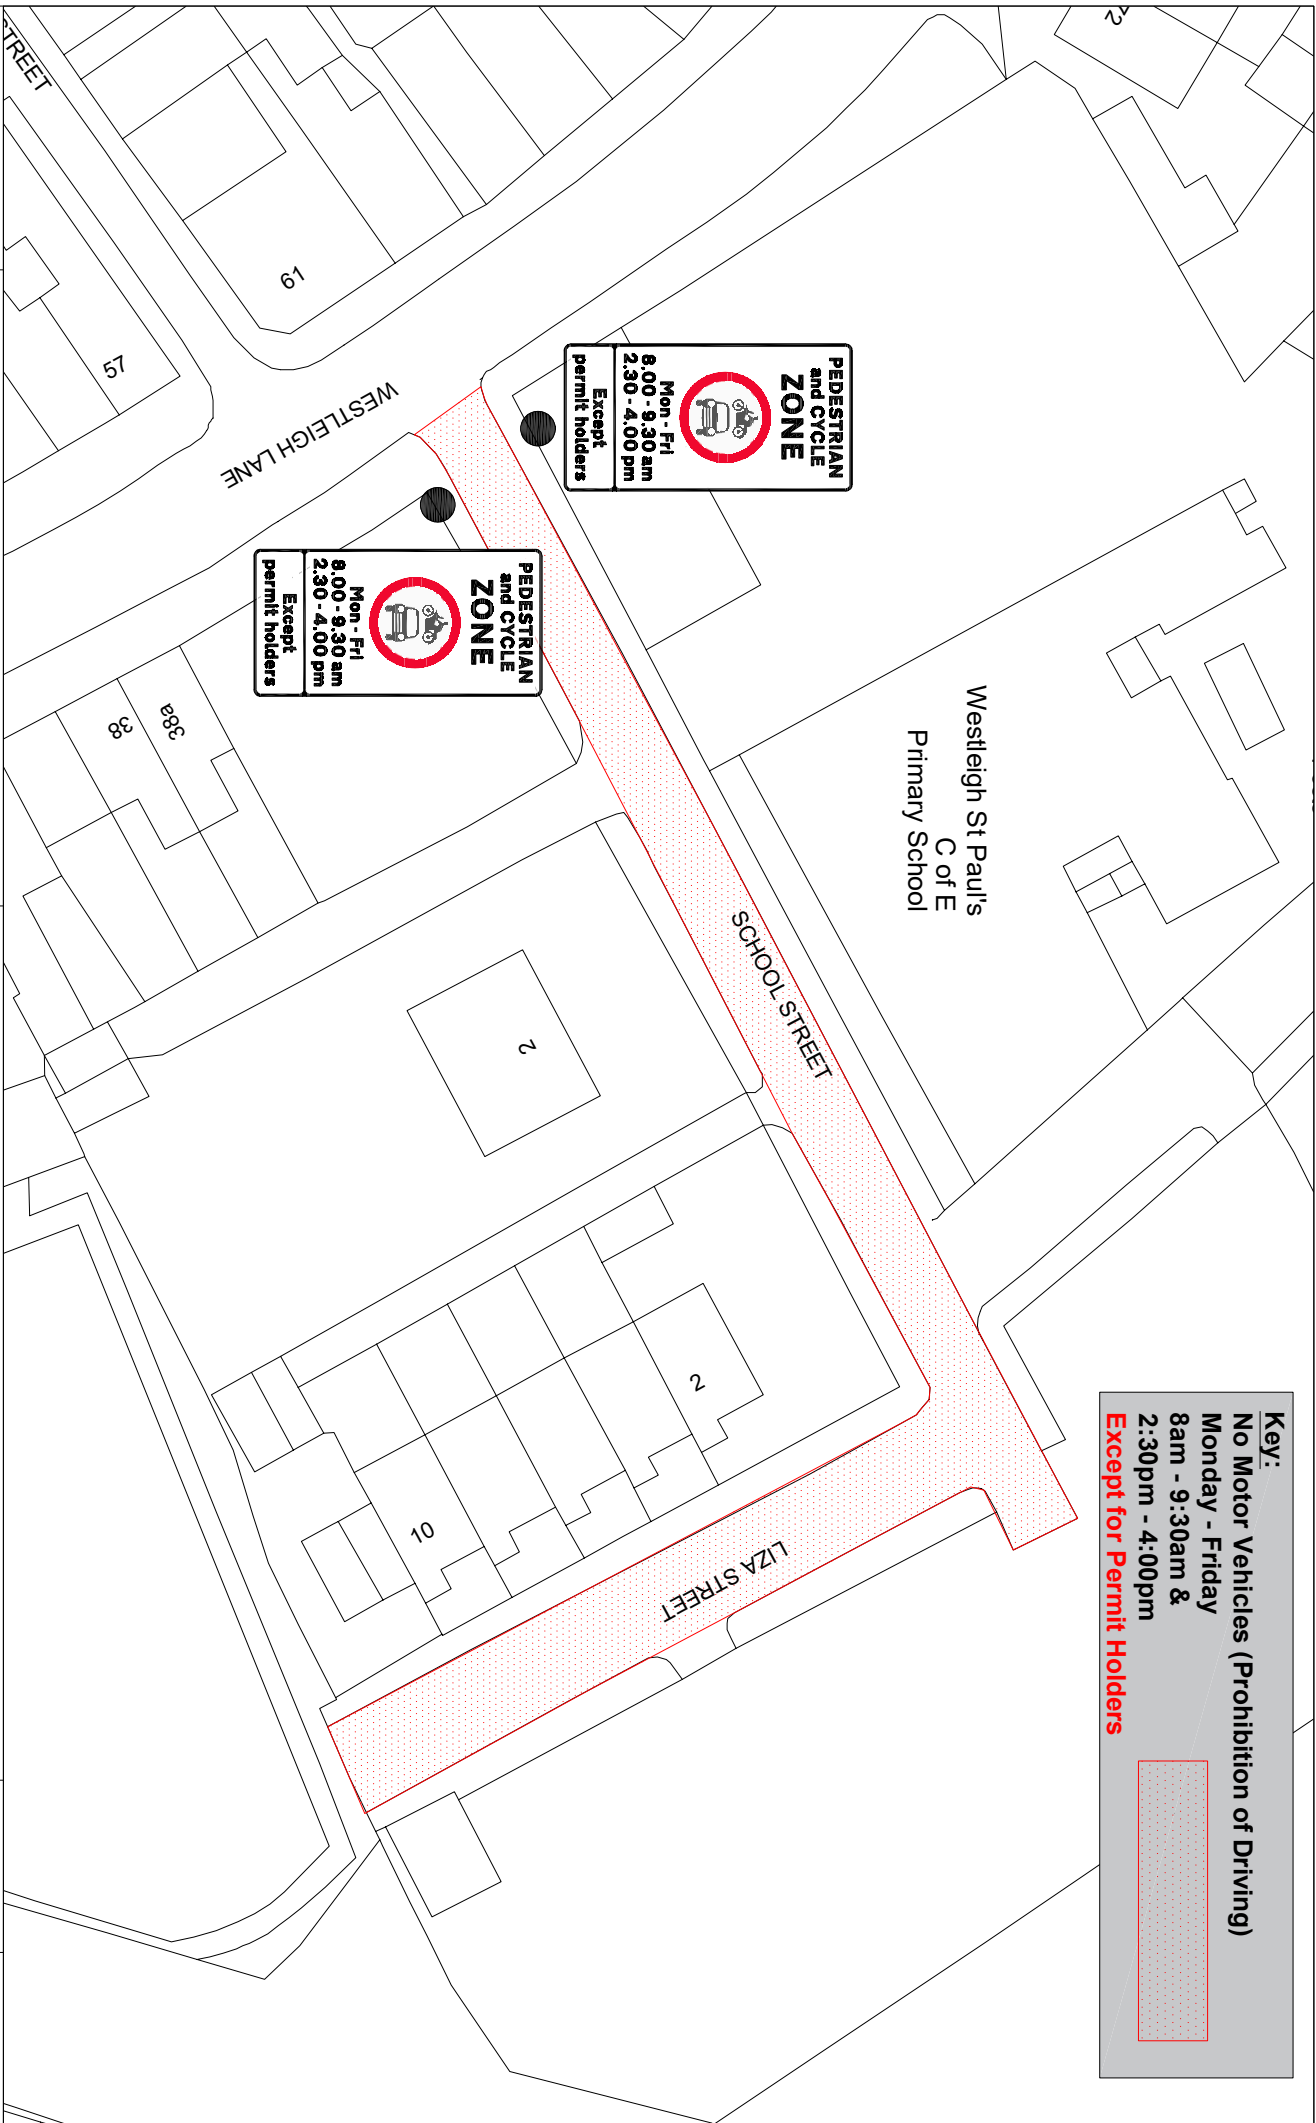 Key:
No Motor Vehicles (Prohibition of Driving)
Monday - Friday
8am - 9:30am &
2:30pm - 4:00pm
Except for Permit Holders
72
Westleigh St Paul's
C of E
Primary School
PEDESTRIAN
and CYCLE
ZONE
Mon - Fri
8.00 - 9.30 am
2.30 - 4.00 pm
Except
permit holders
SCHOOL STREET
PEDESTRIAN
and CYCLE
ZONE
Mon - Fri
8.00 - 9.30 am
2.30 - 4.00 pm
Except
permit holders
WESTLEIGH LANE
LIZA STREET
2
2
10
38a
38
61
57
STREET